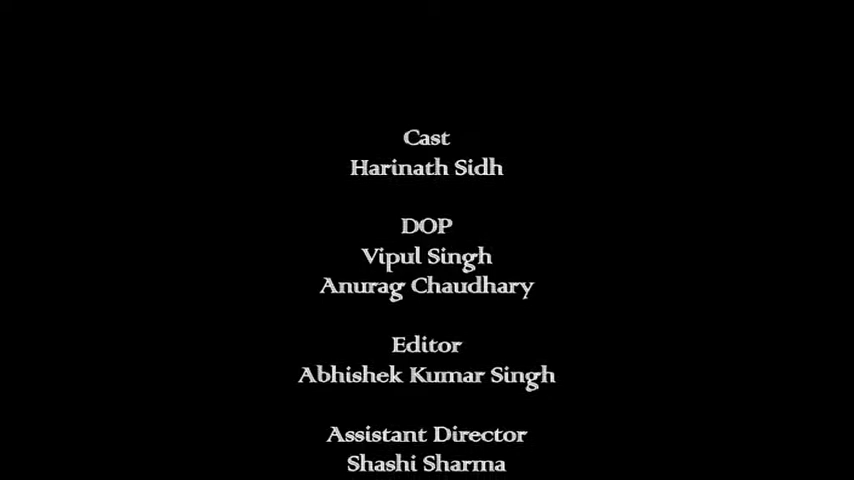 Cast
Harinath Sidh
DOP
Vipul Singh
Anurag Chaudhary
Editor
Abhishek Kumar Singh
Assistant Director
Shashi Sharma